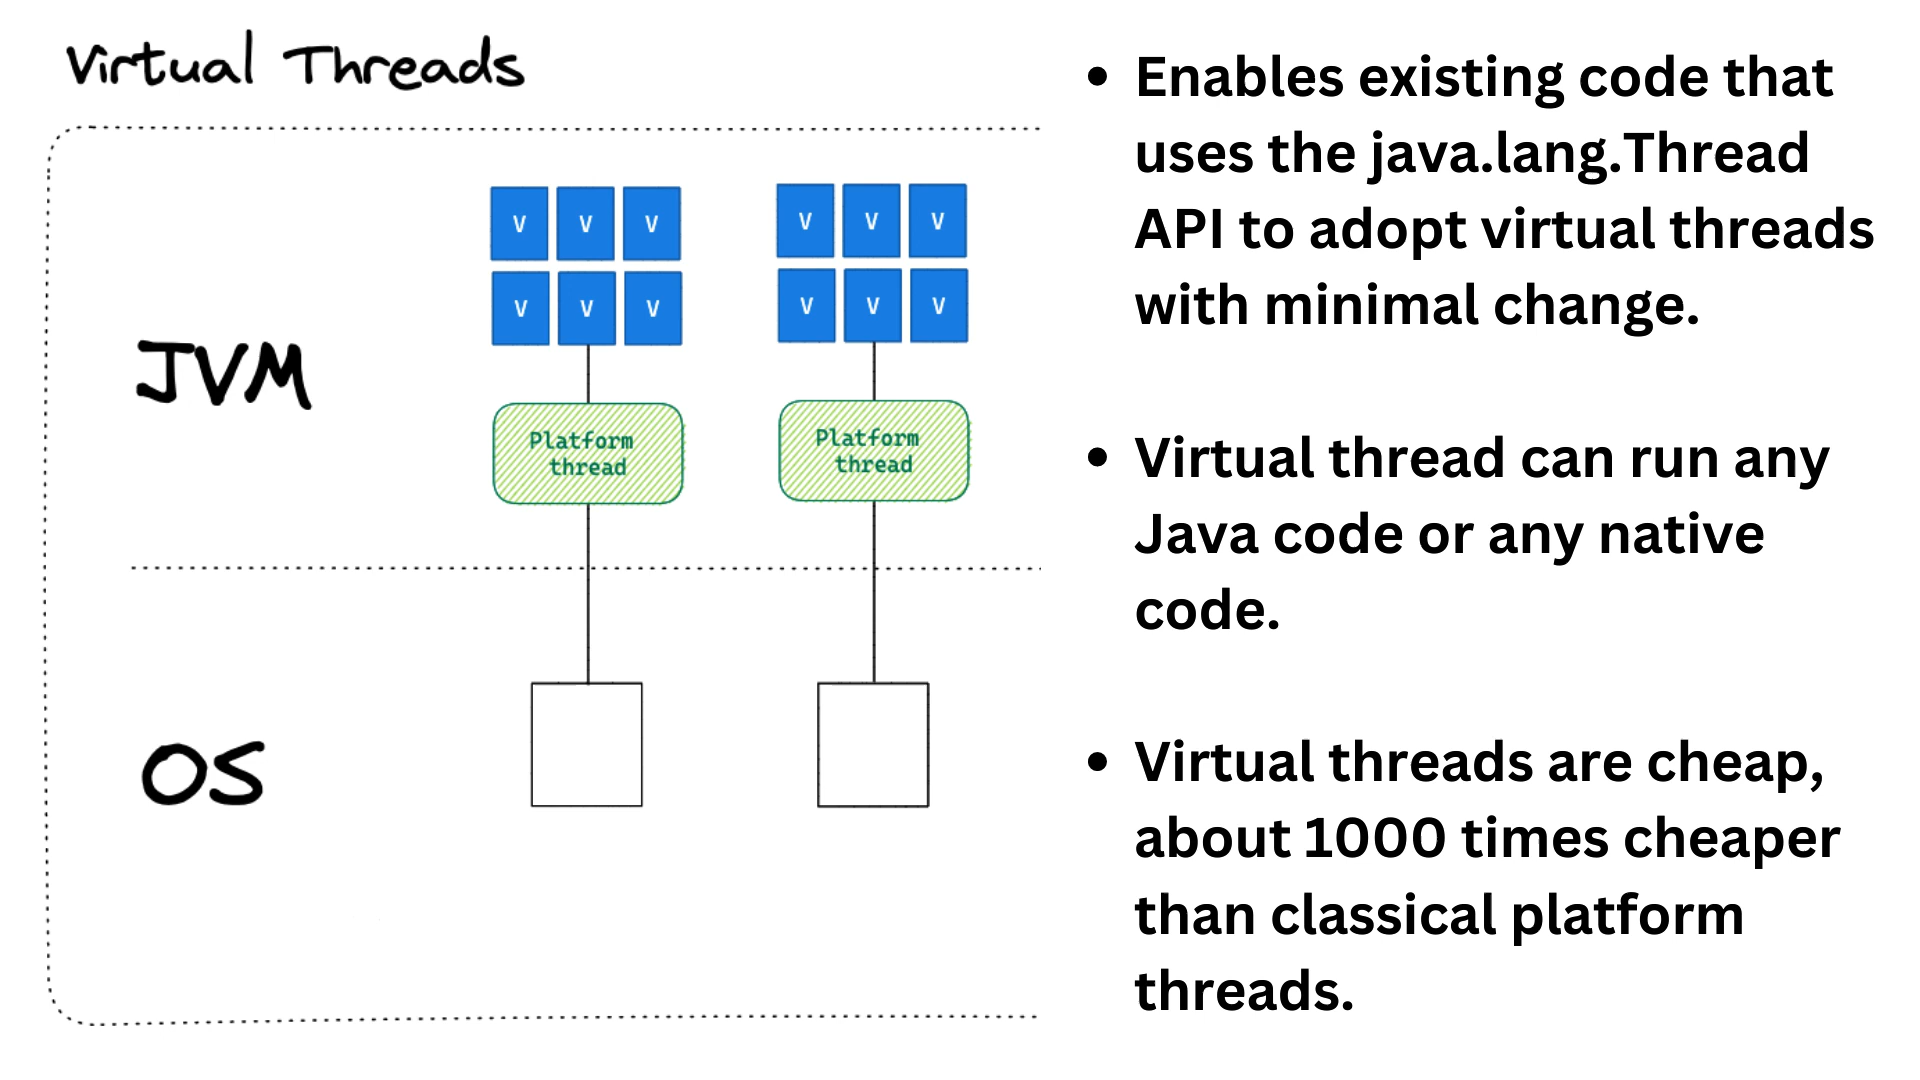 Virtual Threads
V V V V V V
V V V V V V
JVM
Platform Platform
thread thread
OS
• Enables existing code that
uses the java.lang.Thread
API to adopt virtual threads
with minimal change.
• Virtual thread can run any
Java code or any native
code.
• Virtual threads are cheap,
about 1000 times cheaper
than classical platform
threads.